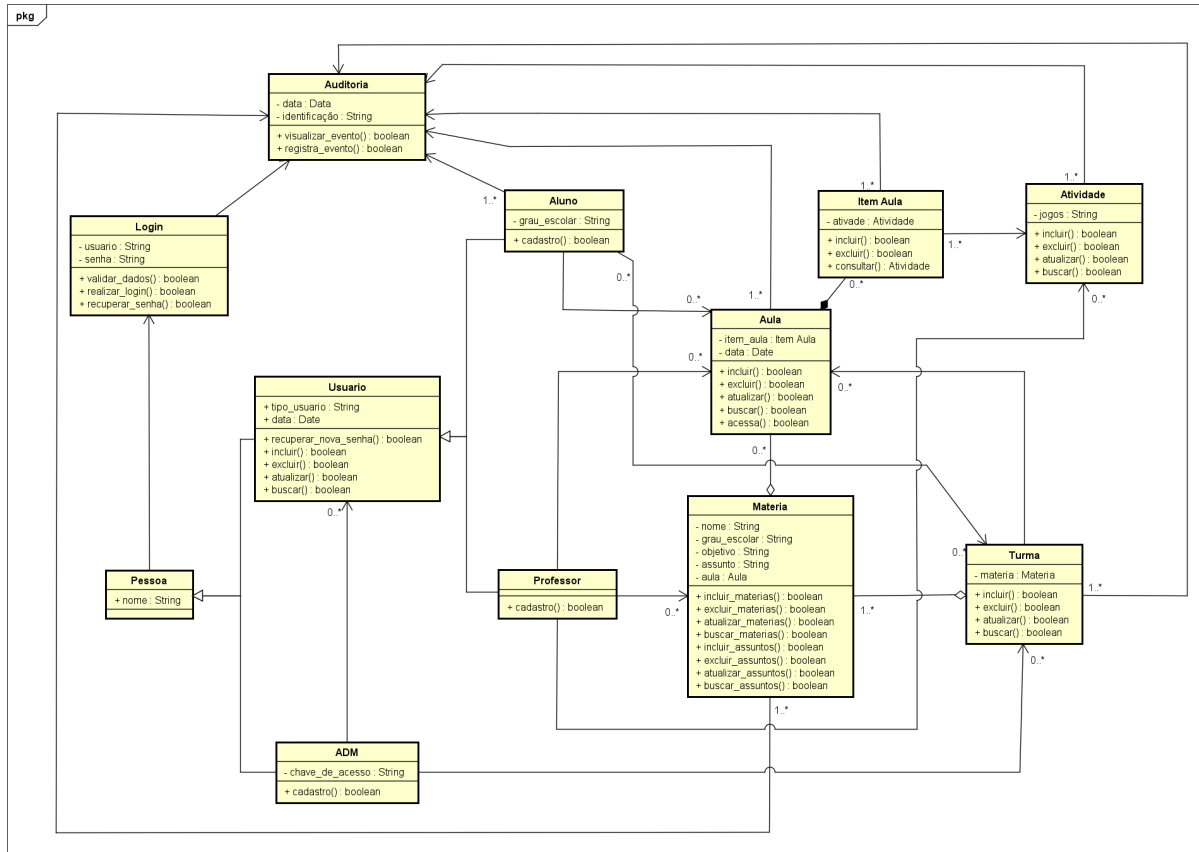 pkg
Auditoria
- data : Data
- identificação : String
+ visualizar_evento() : boolean
+ registra_evento() : boolean
Login
- usuario : String
- senha : String
+ validar_dados() : boolean
+ realizar_login() : boolean
+ recuperar_senha() : boolean
1..*
Aluno
- grau_escolar : String
+ cadastro() : boolean
0..*
0..*
1..*
Item Aula
- ativade : Atividade
+ incluir() : boolean
+ excluir() : boolean
+ consultar() : Atividade
1..*
0..*
1..*
Atividade
- jogos : String
+ incluir() : boolean
+ excluir() : boolean
+ atualizar() : boolean
+ buscar() : boolean
0..*
1..*
Aula
- item_aula : Item Aula
- data : Date
+ incluir() : boolean
+ excluir() : boolean
+ atualizar() : boolean
+ buscar() : boolean
+ acessa() : boolean
0..*
0..*
0..*
Usuario
+ tipo_usuario : String
+ data : Date
+ recuperar_nova_senha() : boolean
+ incluir() : boolean
+ excluir() : boolean
+ atualizar() : boolean
+ buscar() : boolean
0..*
Pessoa
+ nome : String
Professor
+ cadastro() : boolean
0..*
Materia
- nome : String
- grau_escolar : String
- objetivo : String
- assunto : String
- aula : Aula
+ incluir_materias() : boolean
+ excluir_materias() : boolean
+ atualizar_materias() : boolean
+ buscar_materias() : boolean
+ incluir_assuntos() : boolean
+ excluir_assuntos() : boolean
+ atualizar_assuntos() : boolean
+ buscar_assuntos() : boolean
1..*
1..*
0..*
Turma
- materia : Materia
+ incluir() : boolean
+ excluir() : boolean
+ atualizar() : boolean
+ buscar() : boolean
1..*
0..*
ADM
- chave_de_acesso : String
+ cadastro() : boolean